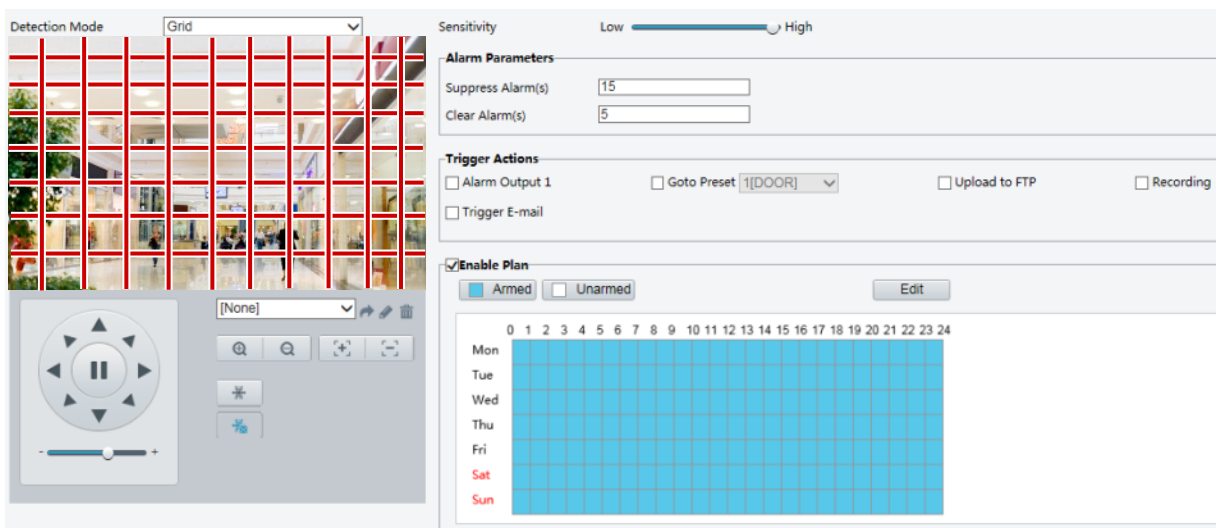 Detection Mode Grid
Sensitivity Low High
Alarm Parameters
Suppress Alarm(s) 15
Clear Alarm(s) 5
Trigger Actions
Alarm Output 1 Goto Preset 1[DOOR] Upload to FTP Recording
Trigger E-mail
Enable Plan
Armed Unarmed Edit
[None]
0 1 2 3 4 5 6 7 8 9 10 11 12 13 14 15 16 17 18 19 20 21 22 23 24
Mon
Tue
Wed
Thu
Fri
Sat
Sun
- +